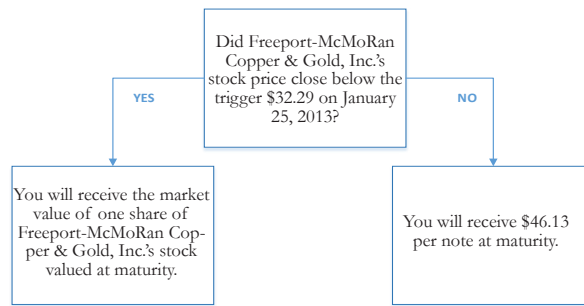 Did Freeport-McMoRan
Copper & Gold, Inc.'s
stock price close below the
trigger $32.29 on January
25, 2013?
YES
NO
You will receive the market
value of one share of
Freeport-McMoRan Cop-
per & Gold, Inc.'s stock
valued at maturity.
You will receive $46.13
per note at maturity.